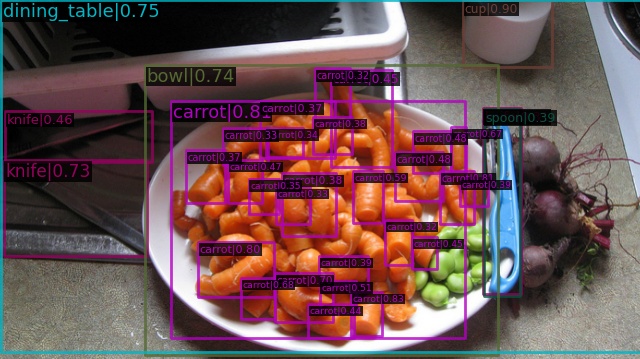 dining_table|0.75
cup|0.90
bowl|0.74
carrot|0.32
carrot|0.45
carrot|0.8
carrot|0.37
knife|0.46
spoon|0.39
carrot|0.38
carrot|0.33
carrot|0.34
carrot|0.48
carrot|0.67
knife|0.73
carrot|0.37
carrot|0.47
carrot|0.48
carrot|0.35
carrot|0.38
carrot|0.59
carrot|0.81
carrot|0.39
carrot|0.32
carrot|0.80
carrot|0.45
carrot|0.39
carrot|0.68
carrot|0.70
carrot|0.51
carrot|0.83
carrot|0.44